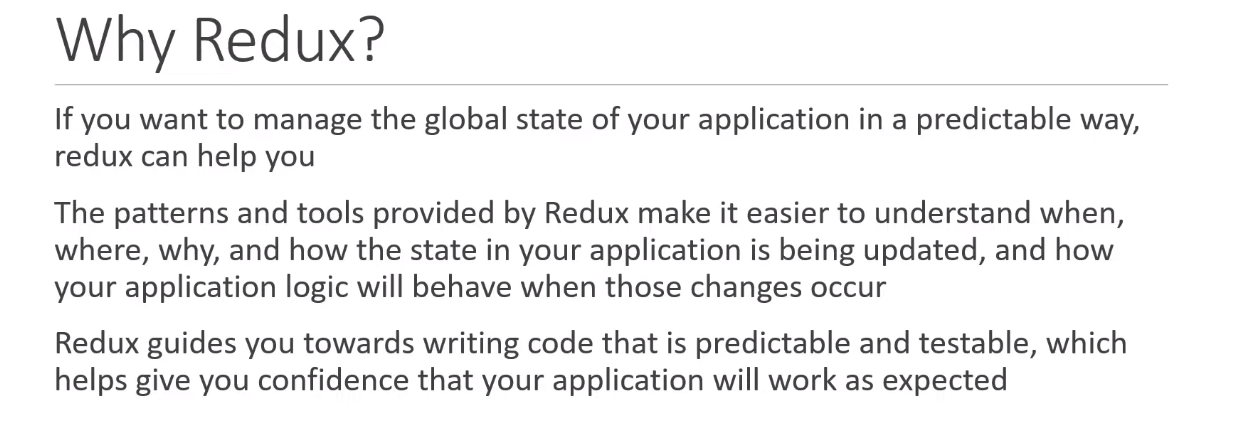 Why Redux?
If you want to manage the global state of your application in a predictable way,
redux can help you
The patterns and tools provided by Redux make it easier to understand when,
where, why, and how the state in your application is being updated, and how
your application logic will behave when those changes occur
Redux guides you towards writing code that is predictable and testable, which
helps give you confidence that your application will work as expected